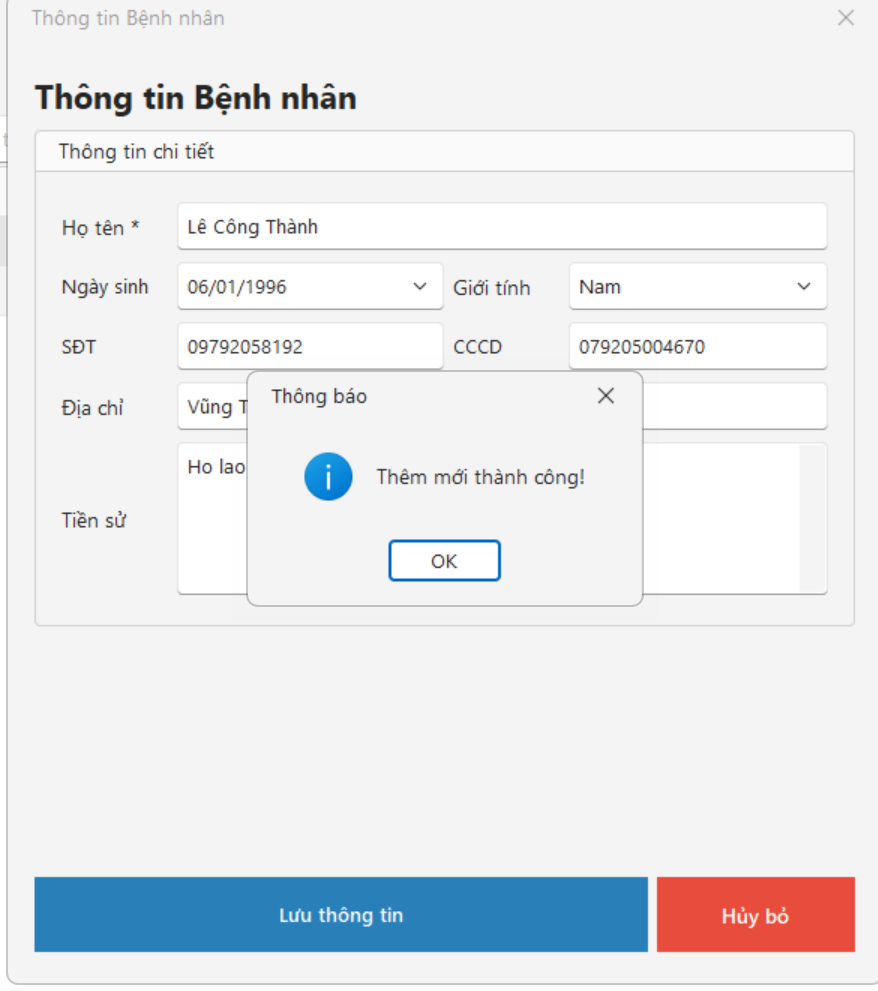 Thông tin Bệnh nhân
Thông tin Bệnh nhân
Thông tin chi tiết
Họ tên * Lê Công Thành
Ngày sinh 06/01/1996 Giới tính Nam
SĐT 09792058192 CCCD 079205004670
Thông báo
Địa chỉ Vũng
Ho lao
Thêm mới thành công!
Tiền sử
OK
Lưu thông tin Hủy bỏ